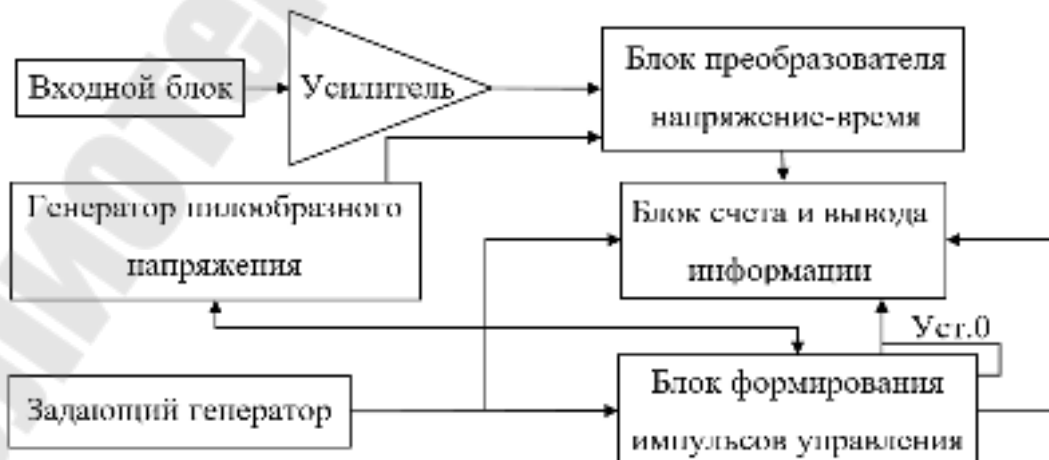 Входной блок
Усилитель
Блок преобразователя
напряжение-время
Генератор пилообразного
напряжения
Блок счета и вывода
информации
Уст.0
Задающий генератор
Блок формирования
импульсов управления